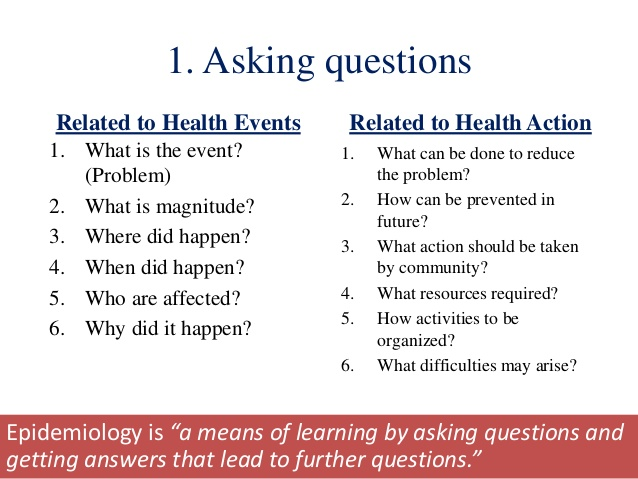 1. Asking questions
Related to Health Events
1. What is the event?
(Problem)
2. What is magnitude?
3. Where did happen?
4. When did happen?
5. Who are affected?
6. Why did it happen?
Related to Health Action
1. What can be done to reduce
the problem?
2. How can be prevented in
future?
3. What action should be taken
by community?
4. What resources required?
5. How activities to be
organized?
6. What difficulties may arise?
Epidemiology is “a means of learning by asking questions and
getting answers that lead to further questions.”